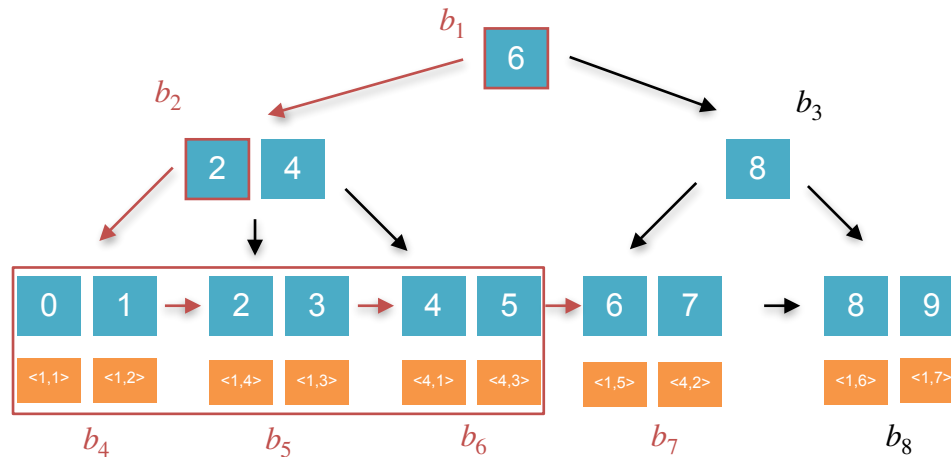 b1
6
b2
b3
2 4
8
0 1 2 3 4 5 6 7 8 9
<1,1> <1,2> <1,4> <1,3> <4,1> <4,3> <1,5> <4,2> <1,6> <1,7>
b4 b5 b6 b7 b8